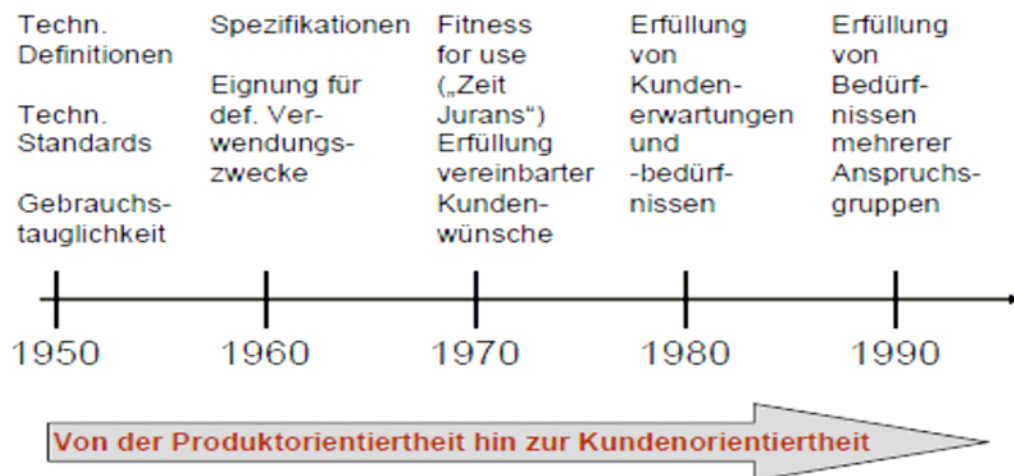 Techn.
Definitionen
Techn.
Standards
Gebrauchs-
tauglichkeit
Spezifikationen
Eignung für
def. Ver-
wendungs-
zwecke
Fitness
for use
(„Zeit
Jurans“)
Erfüllung
vereinbarter
Kunden-
wünsche
Erfüllung
von
Kunden-
erwartungen
und
-bedürf-
nissen
Erfüllung
von
Bedürf-
nissen
mehrerer
Anspruchs-
gruppen
1950
1960
1970
1980
1990
Von der Produktorientiertheit hin zur Kundenorientiertheit